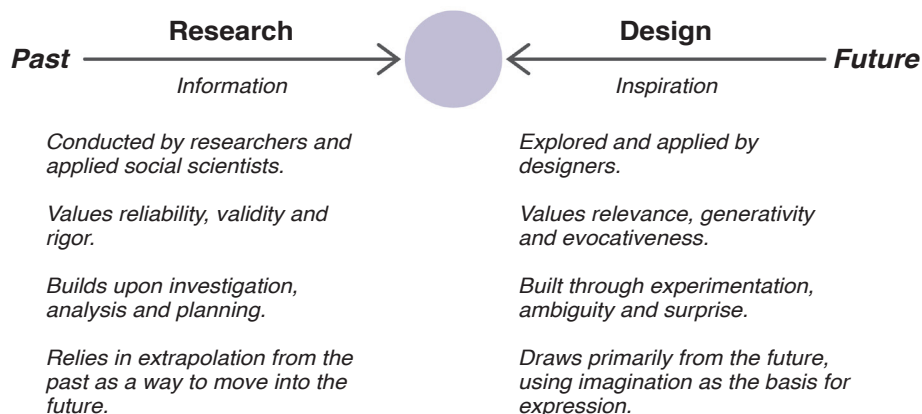 Research
Design
Past
Future
Information
Inspiration
Conducted by researchers and
applied social scientists.
Values reliability, validity and
rigor.
Builds upon investigation,
analysis and planning.
Relies in extrapolation from the
past as a way to move into the
future.
Explored and applied by
designers.
Values relevance, generativity
and evocativeness.
Built through experimentation,
ambiguity and surprise.
Draws primarily from the future,
using imagination as the basis for
expression.